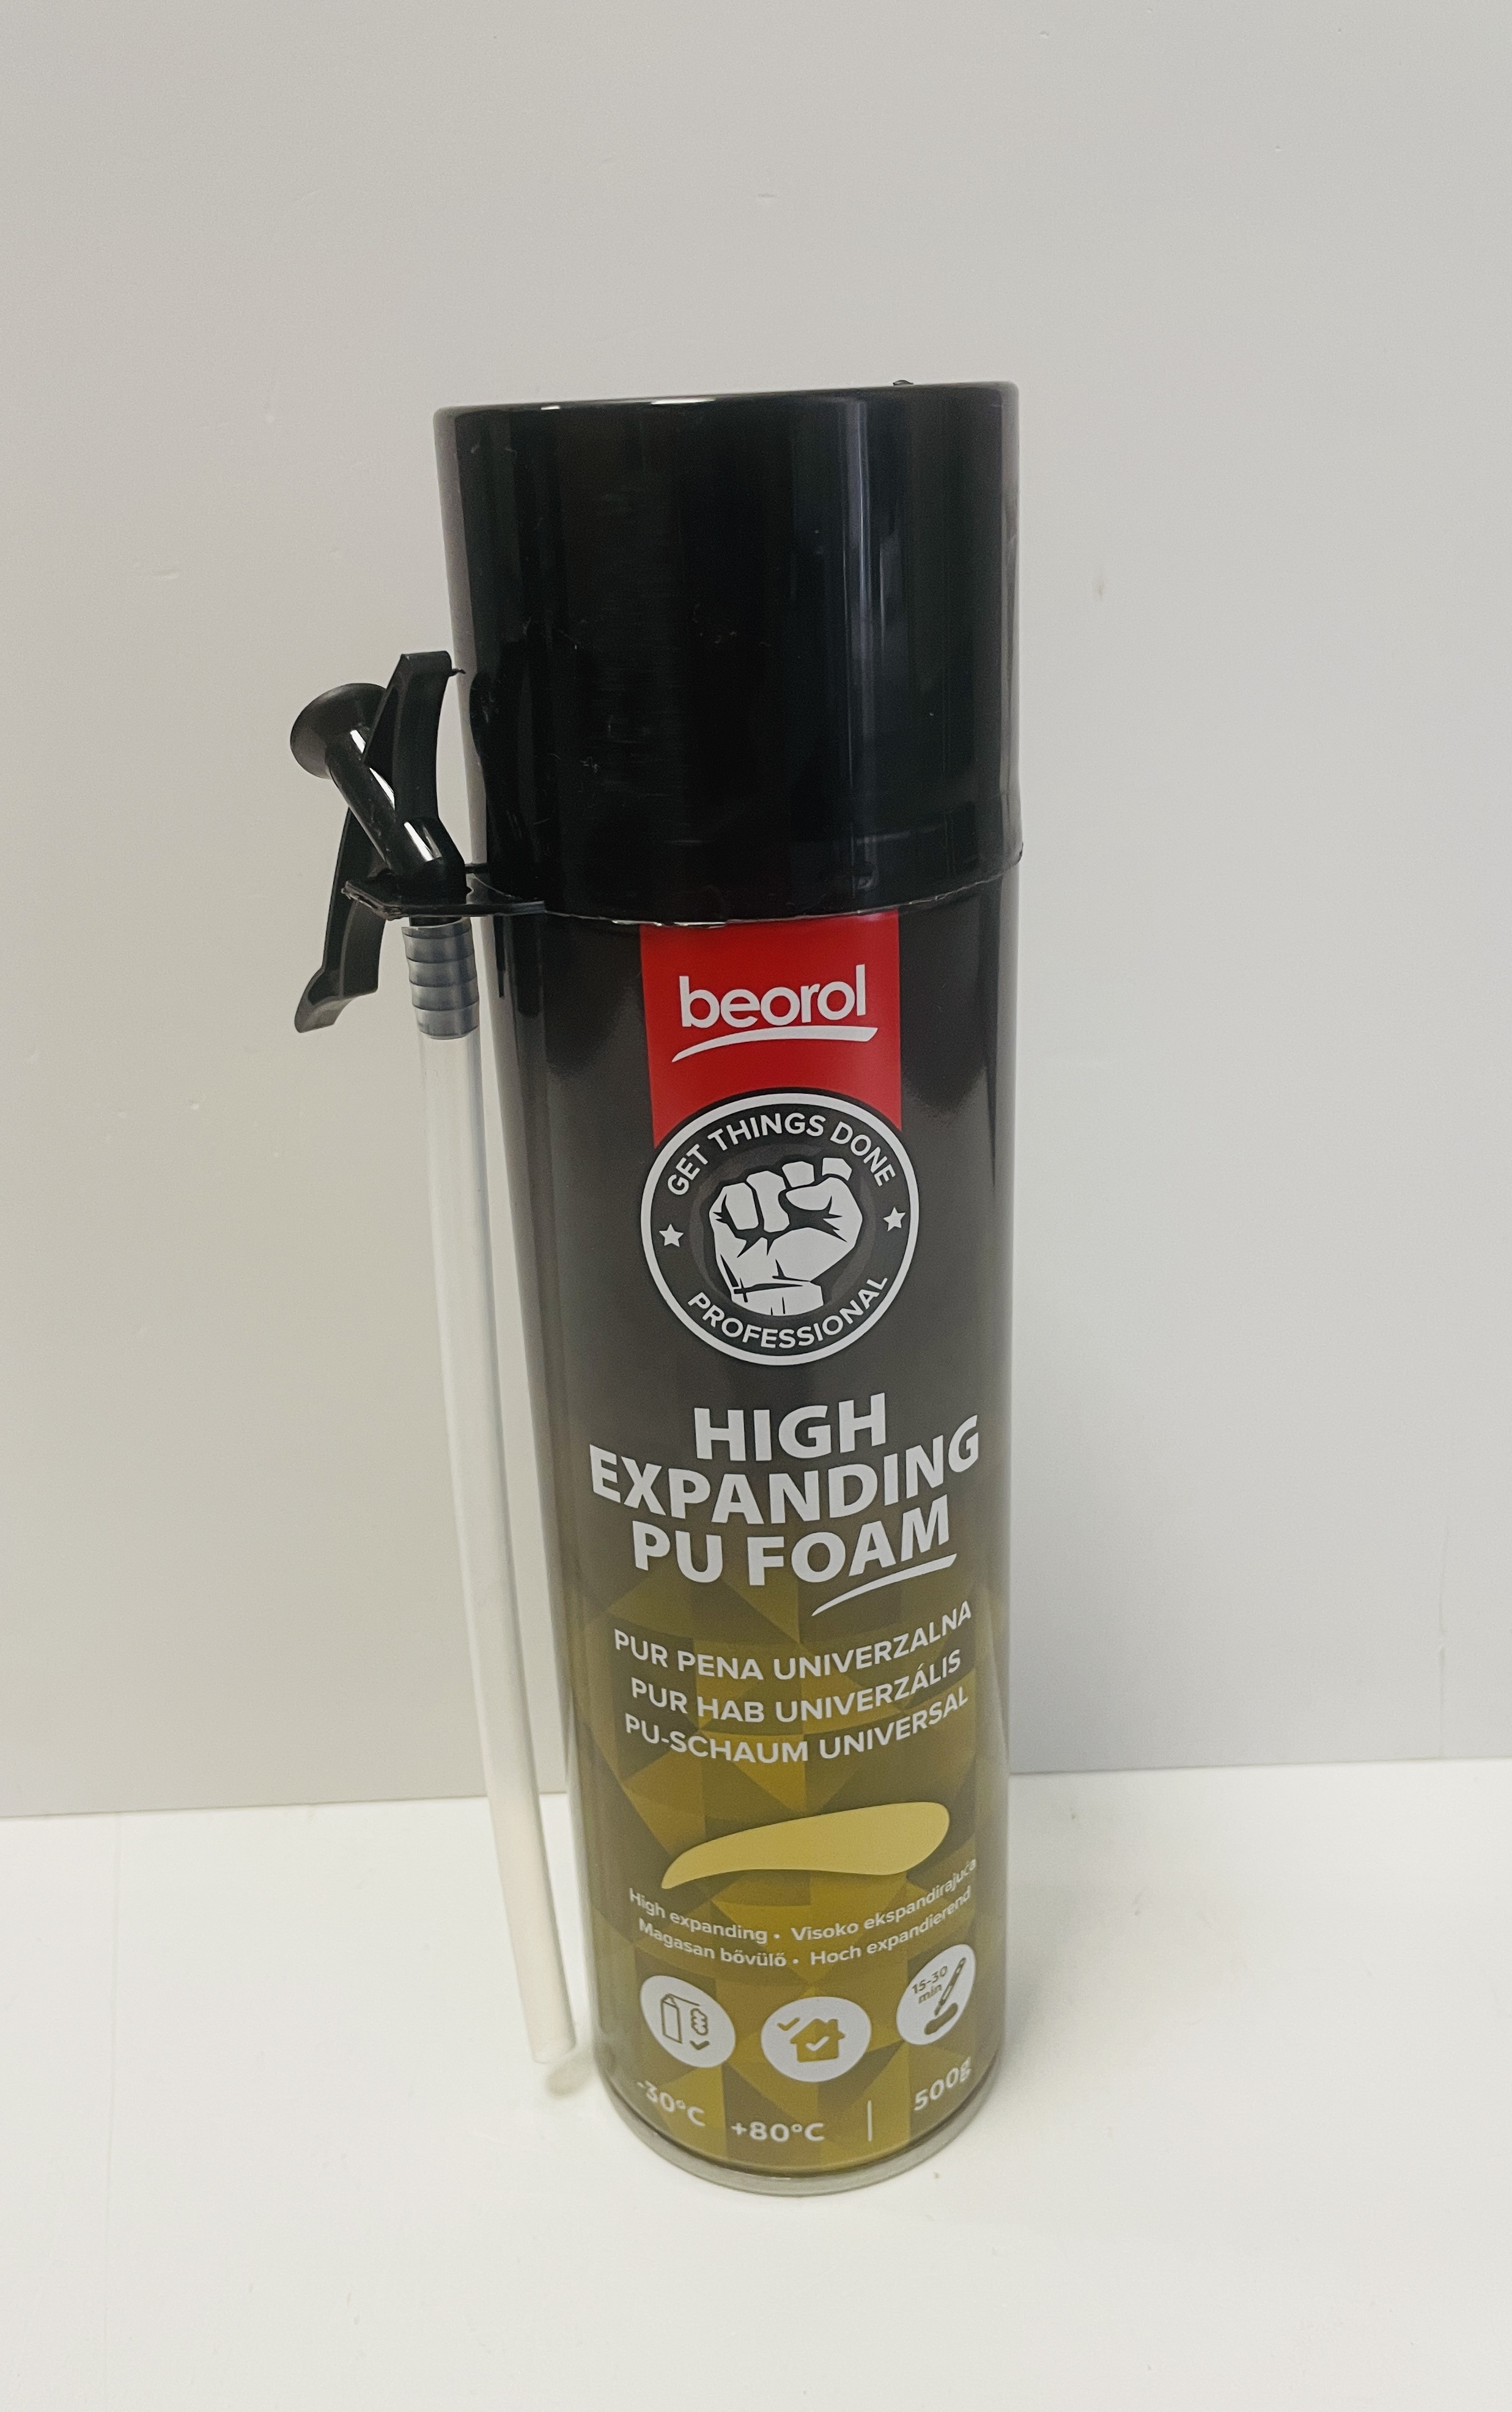 beorol
GET THINGS DONE
PROFESSIONAL
HIGH
EXPANDING
PU FOAM
PUR PENA UNIVERZALNA
PUR HAB UNIVERZÁLIS
PU-SCHAUM UNIVERSAL
High expanding • Visoko ekspandirajuća
Magasan bővülő • Hoch expandierend
15-30
min
-30°C +80°C | 500g